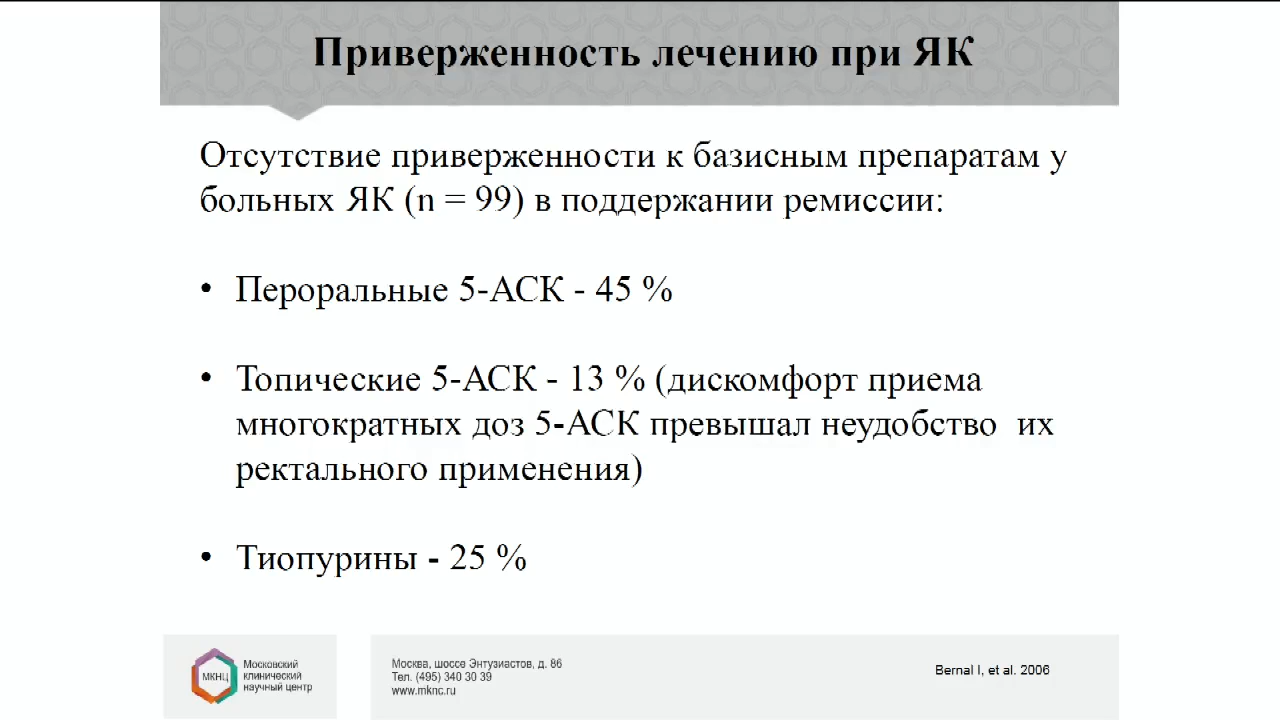 Приверженность лечению при ЯК
Отсутствие приверженности к базисным препаратам у
больных ЯК (n = 99) в поддержании ремиссии:
• Пероральные 5-АСК - 45 %
• Топические 5-АСК - 13 % (дискомфорт приема
многократных доз 5-АСК превышал неудобство  их
ректального применения)
• Тиопурины - 25 %
МКНЦ
Московский
клинический
научный центр
Москва, шоссе Энтузиастов, д. 86
Тел. (495) 340 30 39
www.mknc.ru
Bernal I, et al. 2006